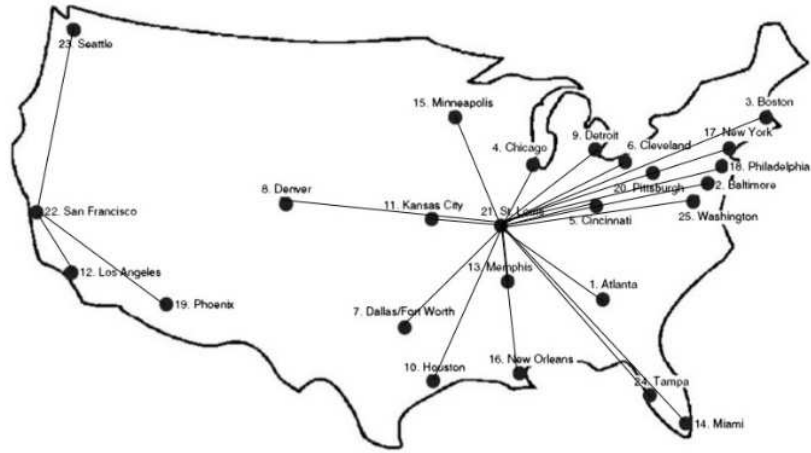 23. Seattle
15. Minneapolis
3. Boston
9. Detroit
17. New York
4. Chicago
6. Cleveland
18. Philadelphia
20. Pittsburgh
2. Baltimore
8. Denver
11. Kansas City
21. St. Louis
22. San Francisco
5. Cincinnati
25. Washington
13. Memphis
12. Los Angeles
1. Atlanta
19. Phoenix
7. Dallas/Fort Worth
16. New Orleans
10. Houston
24. Tampa
14. Miami